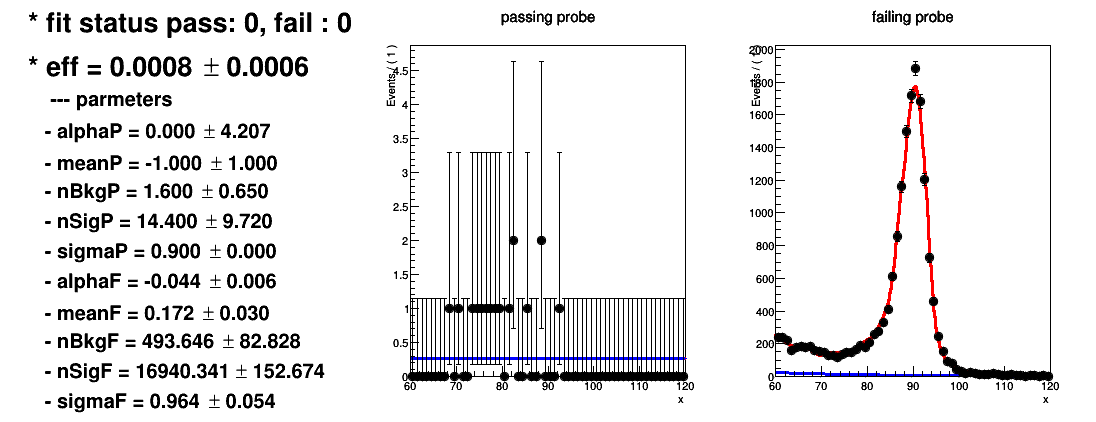 * fit status pass: 0, fail : 0
* eff = 0.0008 ± 0.0006
--- parmeters
- alphaP = 0.000 ± 4.207
- meanP = -1.000 ± 1.000
- nBkgP = 1.600 ± 0.650
- nSigP = 14.400 ± 9.720
- sigmaP = 0.900 ± 0.000
- alphaF = -0.044 ± 0.006
- meanF = 0.172 ± 0.030
- nBkgF = 493.646 ± 82.828
- nSigF = 16940.341 ± 152.674
- sigmaF = 0.964 ± 0.054
passing probe
Events / ( 1 )
4.5
4
3.5
3
2.5
2
1.5
1
0.5
0
60 70 80 90 100 110 120
x
failing probe
Events / ( 1 )
2000
1800
1600
1400
1200
1000
800
600
400
200
0
60 70 80 90 100 110 120
x